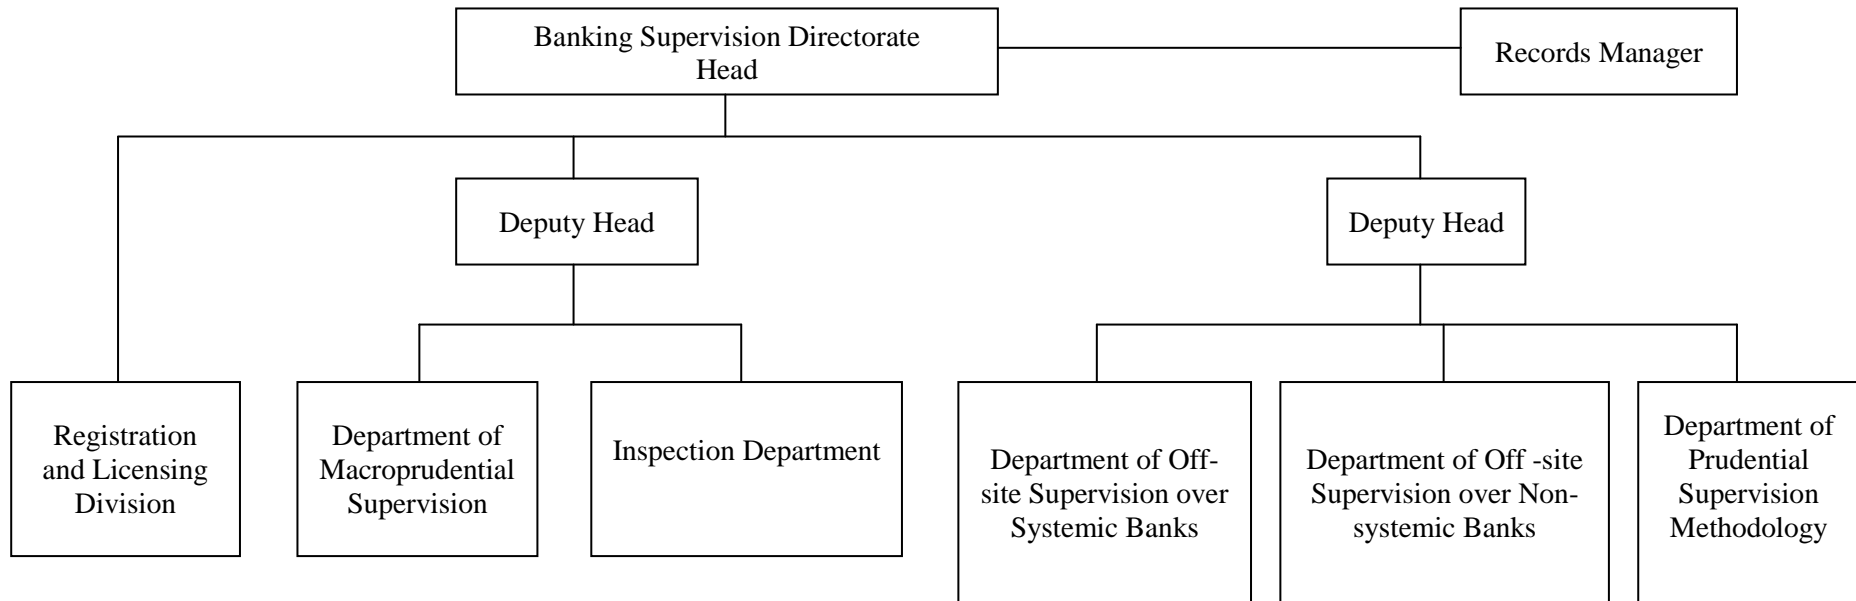 Banking Supervision Directorate
Head
Records Manager
Deputy Head
Deputy Head
Registration
and Licensing
Division
Department of
Macroprudential
Supervision
Inspection Department
Department of Off-
site Supervision over
Systemic Banks
Department of Off -site
Supervision over Non-
systemic Banks
Department of
Prudential
Supervision
Methodology